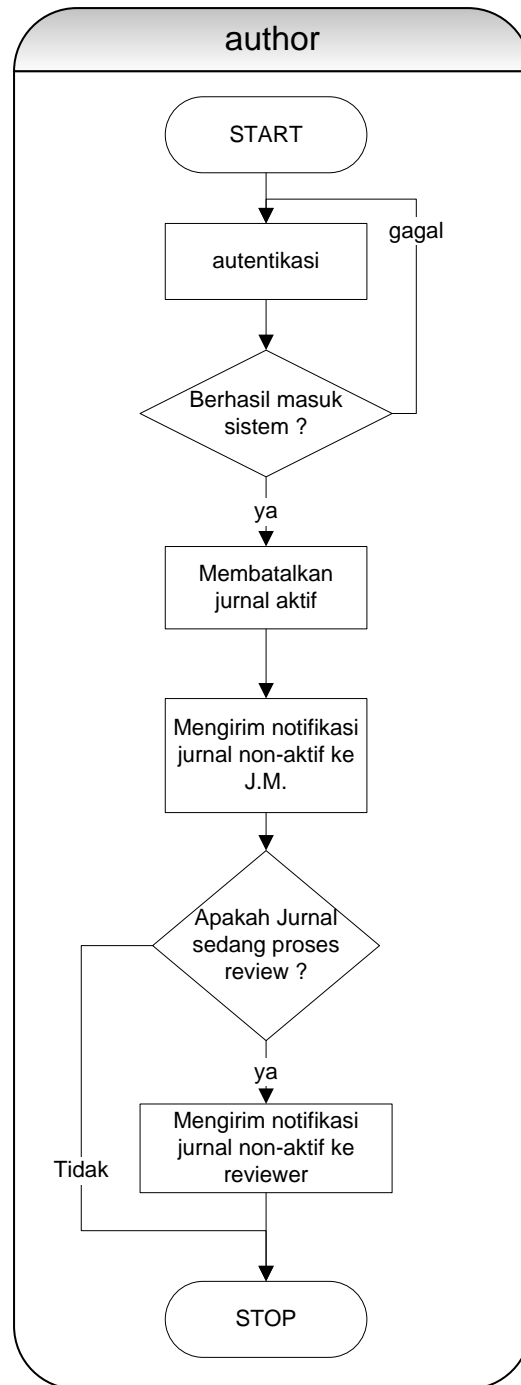 author
START
gagal
autentikasi
Berhasil masuk
sistem ?
ya
Membatalkan
jurnal aktif
Mengirim notifikasi
jurnal non-aktif ke
J.M.
Apakah Jurnal
sedang proses
review ?
ya
Mengirim notifikasi
jurnal non-aktif ke
reviewer
Tidak
STOP